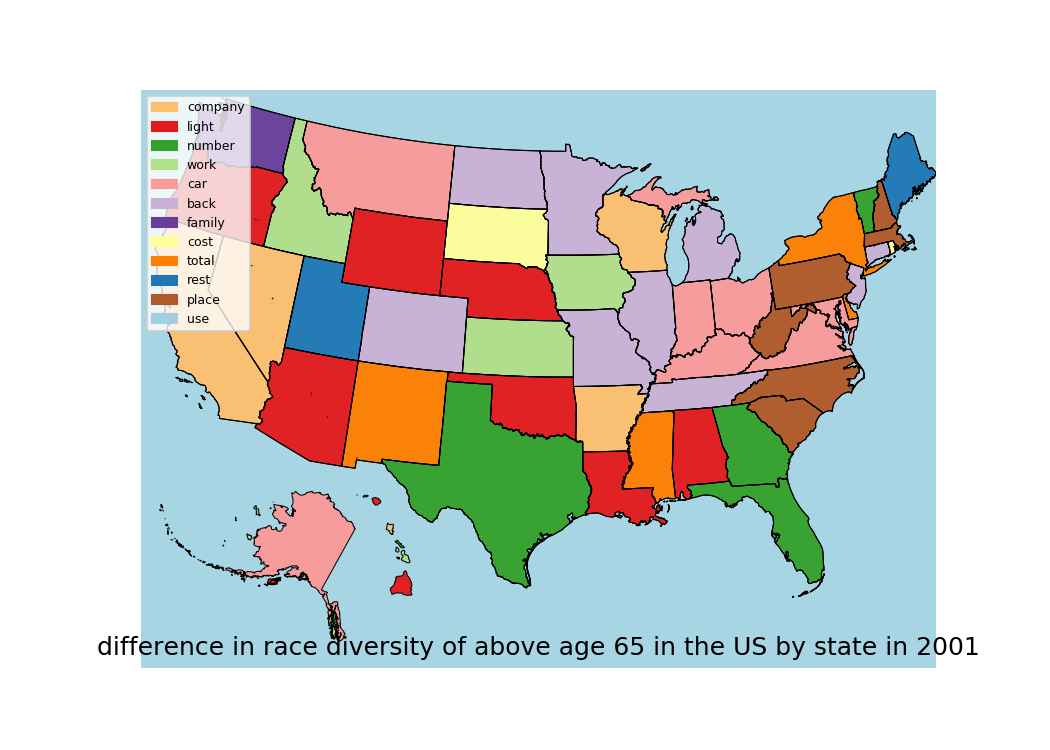 company
light
number
work
car
back
family
cost
total
rest
place
use
difference in race diversity of above age 65 in the US by state in 2001